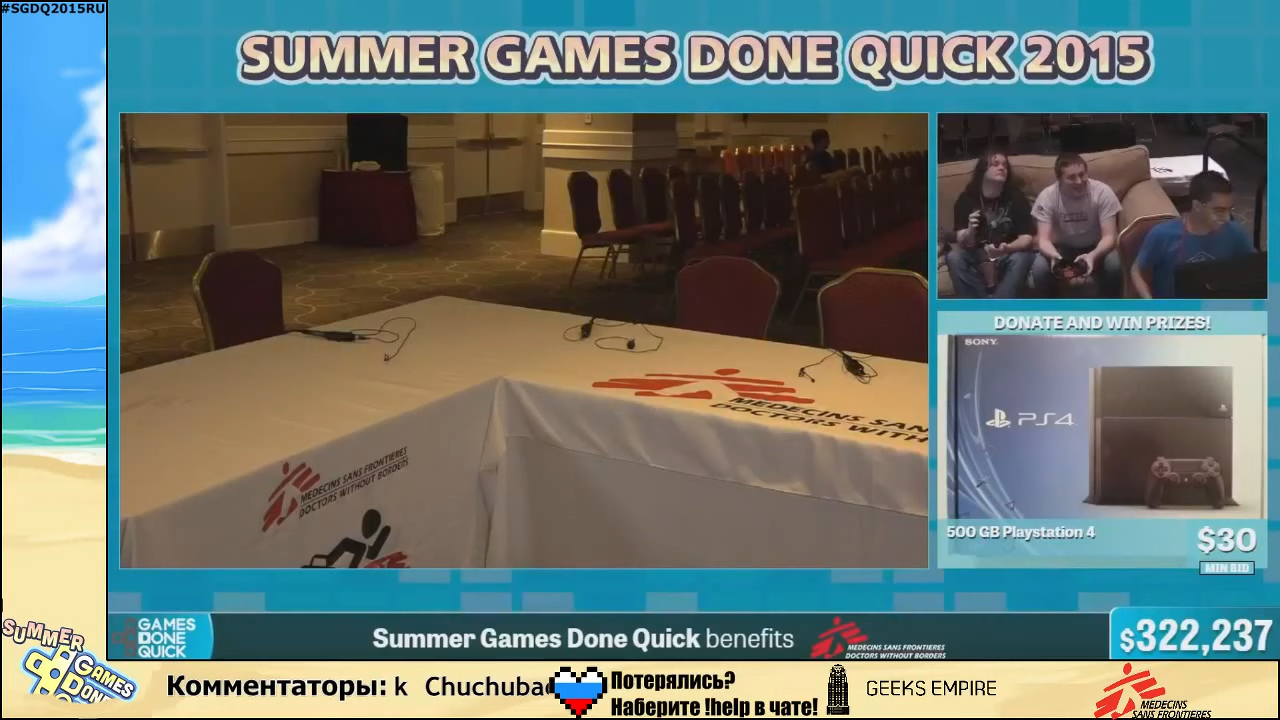 #SGDQ2015RU
SUMMER GAMES DONE QUICK 2015
MEDECINS SAN
DOCTORS WITH
MEDECINS SANS FRONTIERES
DOCTORS WITHOUT BORDERS
DONATE AND WIN PRIZES!
SONY
PS4
500 GB Playstation 4
$30
MIN BID
GAMES
DONE
QUICK
Summer Games Done Quick benefits
MEDECINS SANS FRONTIERES
DOCTORS WITHOUT BORDERS
$322,237
SUMMER
GAMES
DONE
Комментаторы: k Chuchuba
Потерялись?
Наберите !help в чате!
GEEKS EMPIRE
MEDECINS
SANS FRONTIERES